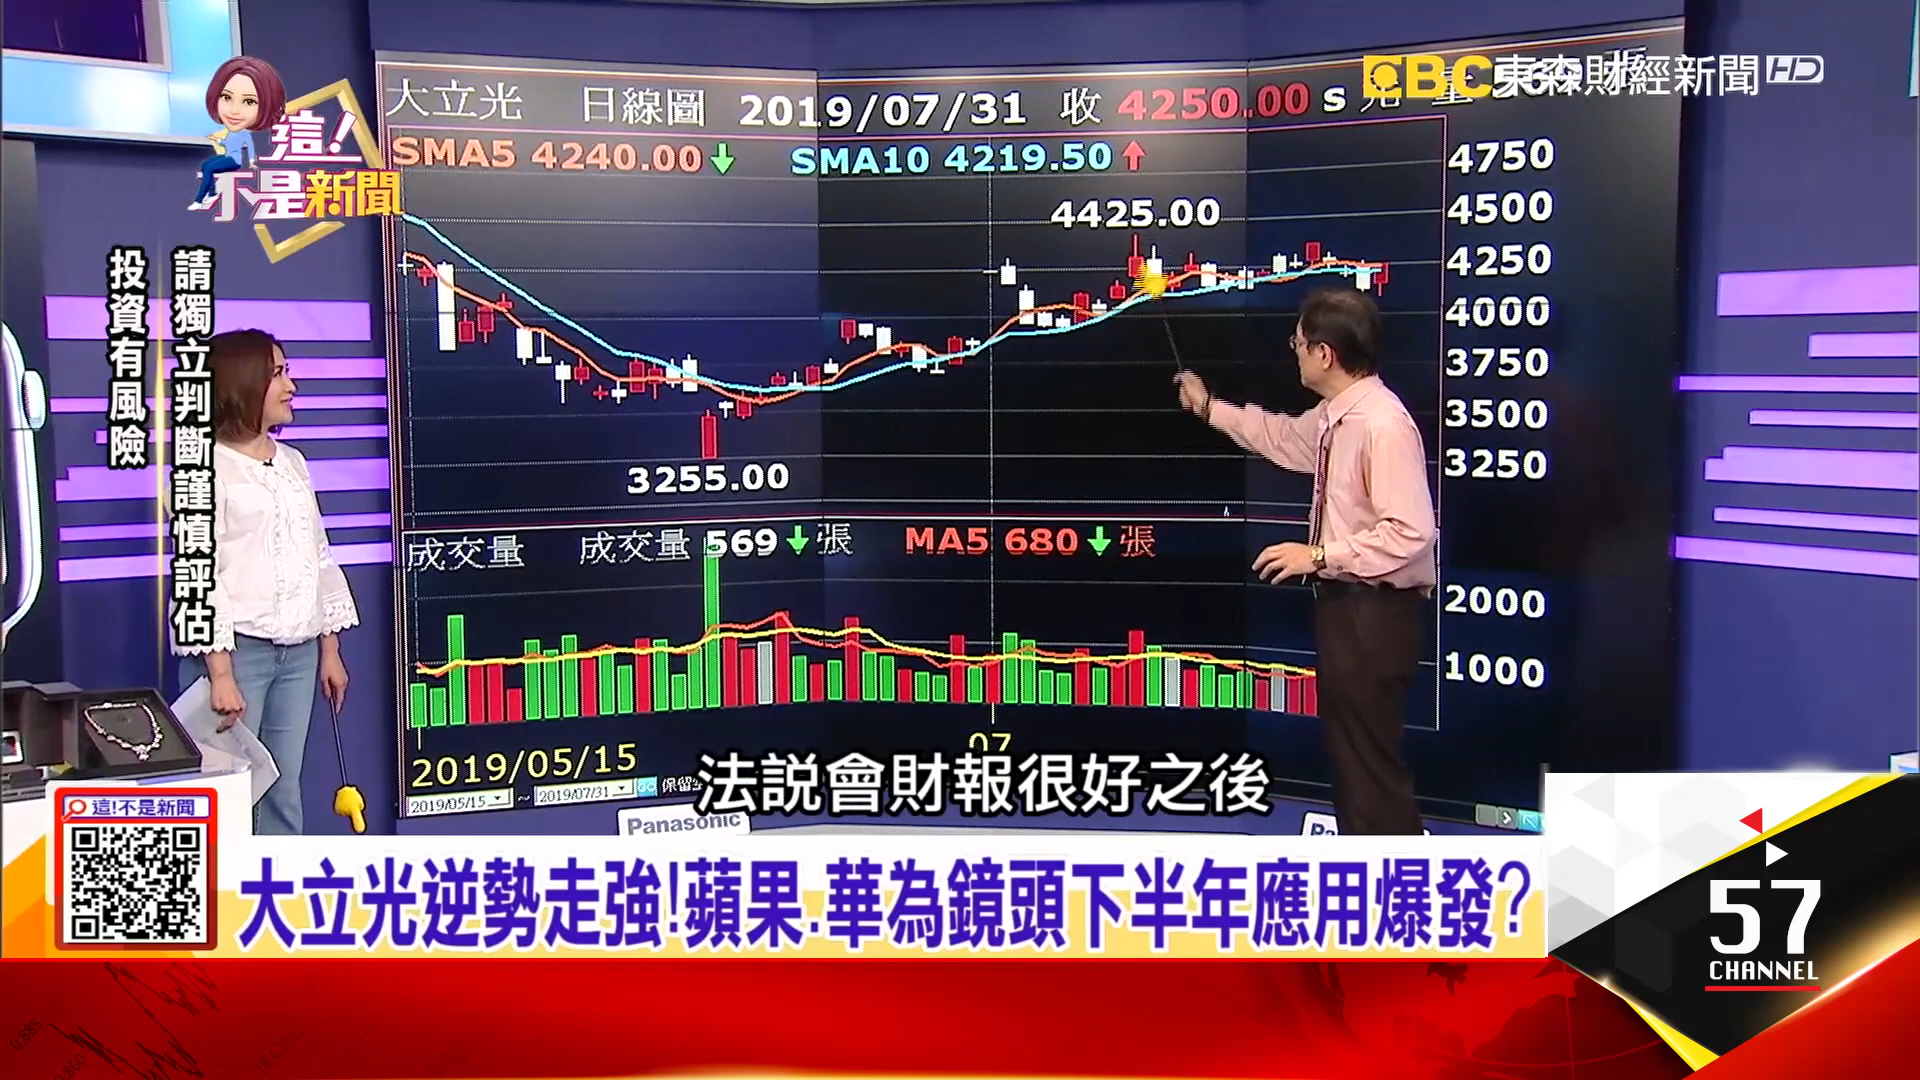 EBC 東森財經新聞 HD
這!
不是新聞
請獨立判斷謹慎評估
投資有風險
大立光 日線圖 2019/07/31 收 4250.00 s
SMA5 4240.00↓ SMA10 4219.50↑
4750
4500
4250
4000
3750
3500
3250
4425.00
3255.00
成交量 成交量 569↓張 MA5 680↓張
2000
1000
2019/05/15
07
2019/05/15 ~ 2019/07/31 GO 保留
法說會財報很好之後
Panasonic
這!不是新聞
大立光逆勢走強!蘋果.華為鏡頭下半年應用爆發?
57
CHANNEL